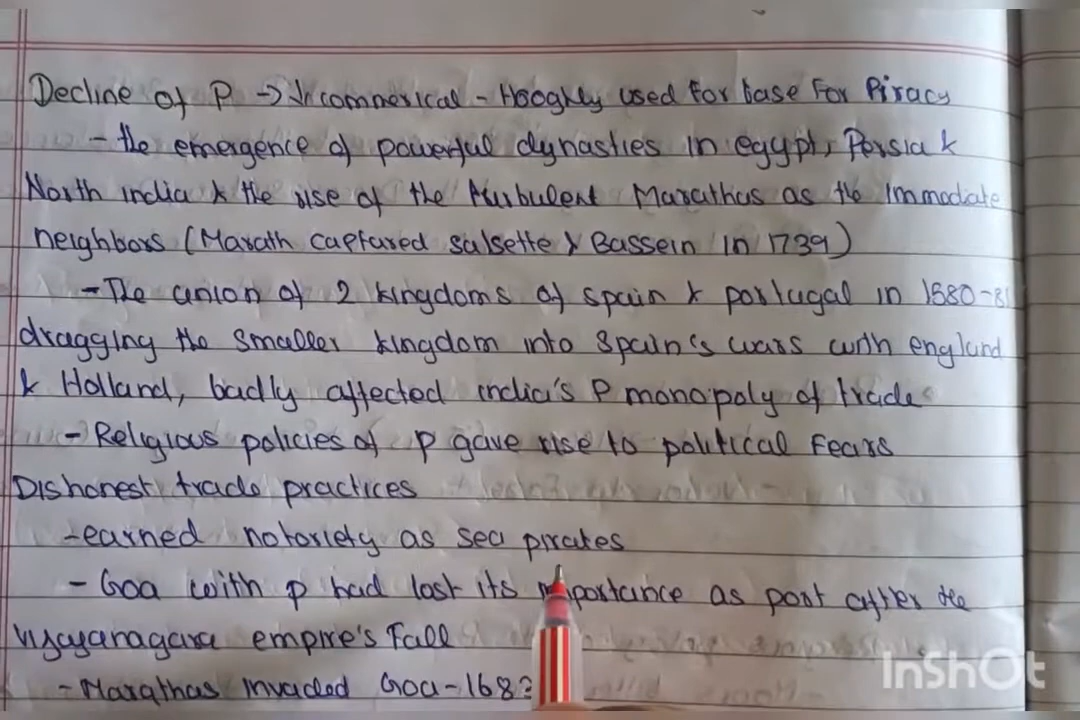 Decline of P → In commerical - Hooghly used for base for Piracy
- the emergence of powerful dynasties in egypt, Persia &
North india & the rise of the turbulent Marathas as the immediate
neighbors (Marath captured salsette & Bassein in 1739)
- The union of 2 kingdoms of spain & portugal in 1580-81
dragging the smaller kingdom into spain's wars with england
& Holland, badly affected india's P monopoly of trade
- Religious policies of P gave rise to political fears
Dishonest trade practices
- earned notoriety as sea pirates
- Goa with p had lost its importance as port after the
Vijayanagara empire's fall
- Marathas invaded Goa - 1683
InShOt